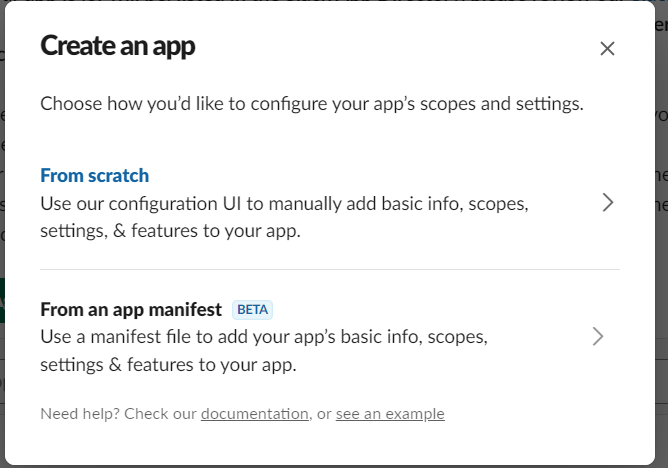 Create an app
Choose how you’d like to configure your app’s scopes and settings.
From scratch
Use our configuration UI to manually add basic info, scopes,
settings, & features to your app.
From an app manifest BETA
Use a manifest file to add your app’s basic info, scopes,
settings & features to your app.
Need help? Check our documentation, or see an example